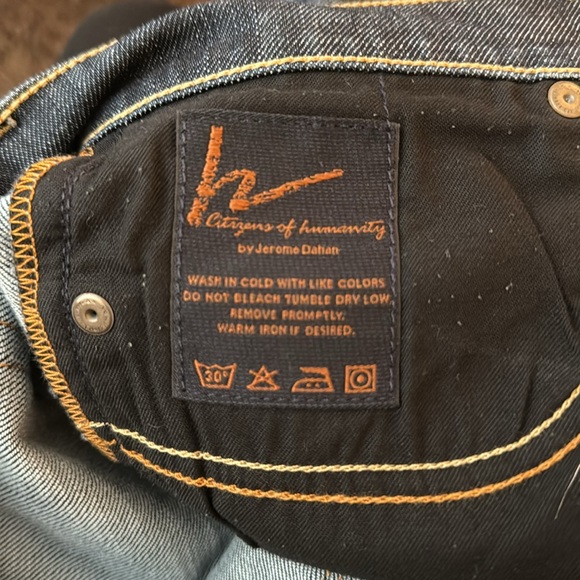 h
Citizens of humanity
by Jerome Dahan
WASH IN COLD WITH LIKE COLORS
DO NOT BLEACH TUMBLE DRY LOW
REMOVE PROMPTLY.
WARM IRON IF DESIRED.
30°